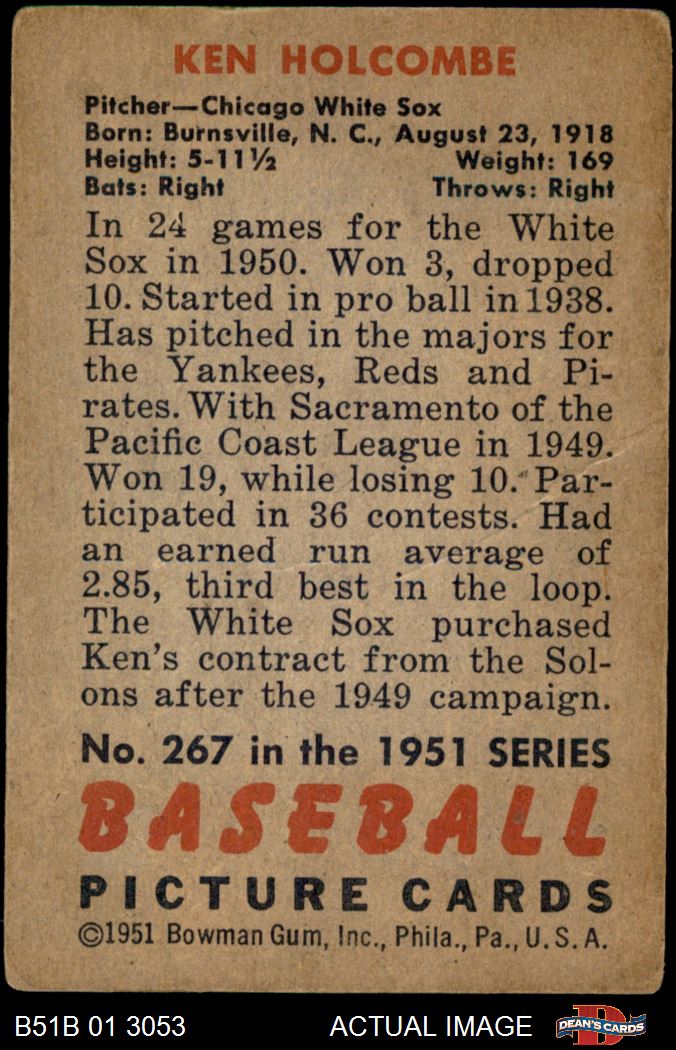 KEN HOLCOMBE
Pitcher—Chicago White Sox
Born: Burnsville, N. C., August 23, 1918
Height: 5-11½ Weight: 169
Bats: Right Throws: Right
In 24 games for the White
Sox in 1950. Won 3, dropped
10. Started in pro ball in 1938.
Has pitched in the majors for
the Yankees, Reds and Pi-
rates. With Sacramento of the
Pacific Coast League in 1949.
Won 19, while losing 10. Par-
ticipated in 36 contests. Had
an earned run average of
2.85, third best in the loop.
The White Sox purchased
Ken's contract from the Sol-
ons after the 1949 campaign.
No. 267 in the 1951 SERIES
BASEBALL
PICTURE CARDS
©1951 Bowman Gum, Inc., Phila., Pa., U. S. A.
B51B 01 3053 ACTUAL IMAGE D DEAN'S CARDS